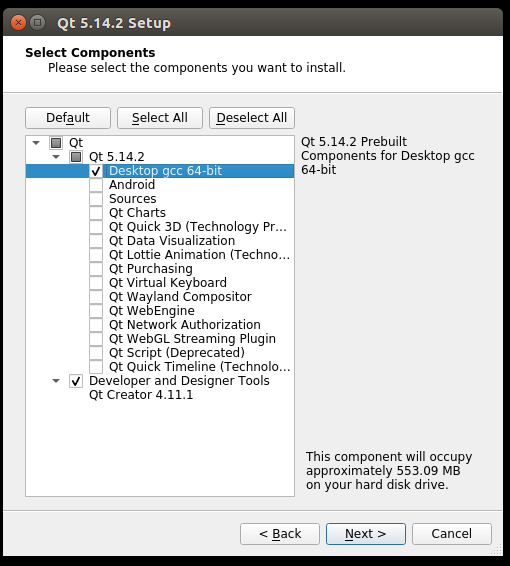 Qt 5.14.2 Setup
Select Components
Please select the components you want to install.
Default
Select All
Deselect All
Qt
Qt 5.14.2
Desktop gcc 64-bit
Android
Sources
Qt Charts
Qt Quick 3D (Technology Pr...
Qt Data Visualization
Qt Lottie Animation (Techno...
Qt Purchasing
Qt Virtual Keyboard
Qt Wayland Compositor
Qt WebEngine
Qt Network Authorization
Qt WebGL Streaming Plugin
Qt Script (Deprecated)
Qt Quick Timeline (Technolo...
Developer and Designer Tools
Qt Creator 4.11.1
Qt 5.14.2 Prebuilt
Components for Desktop gcc
64-bit
This component will occupy
approximately 553.09 MB
on your hard disk drive.
< Back
Next >
Cancel